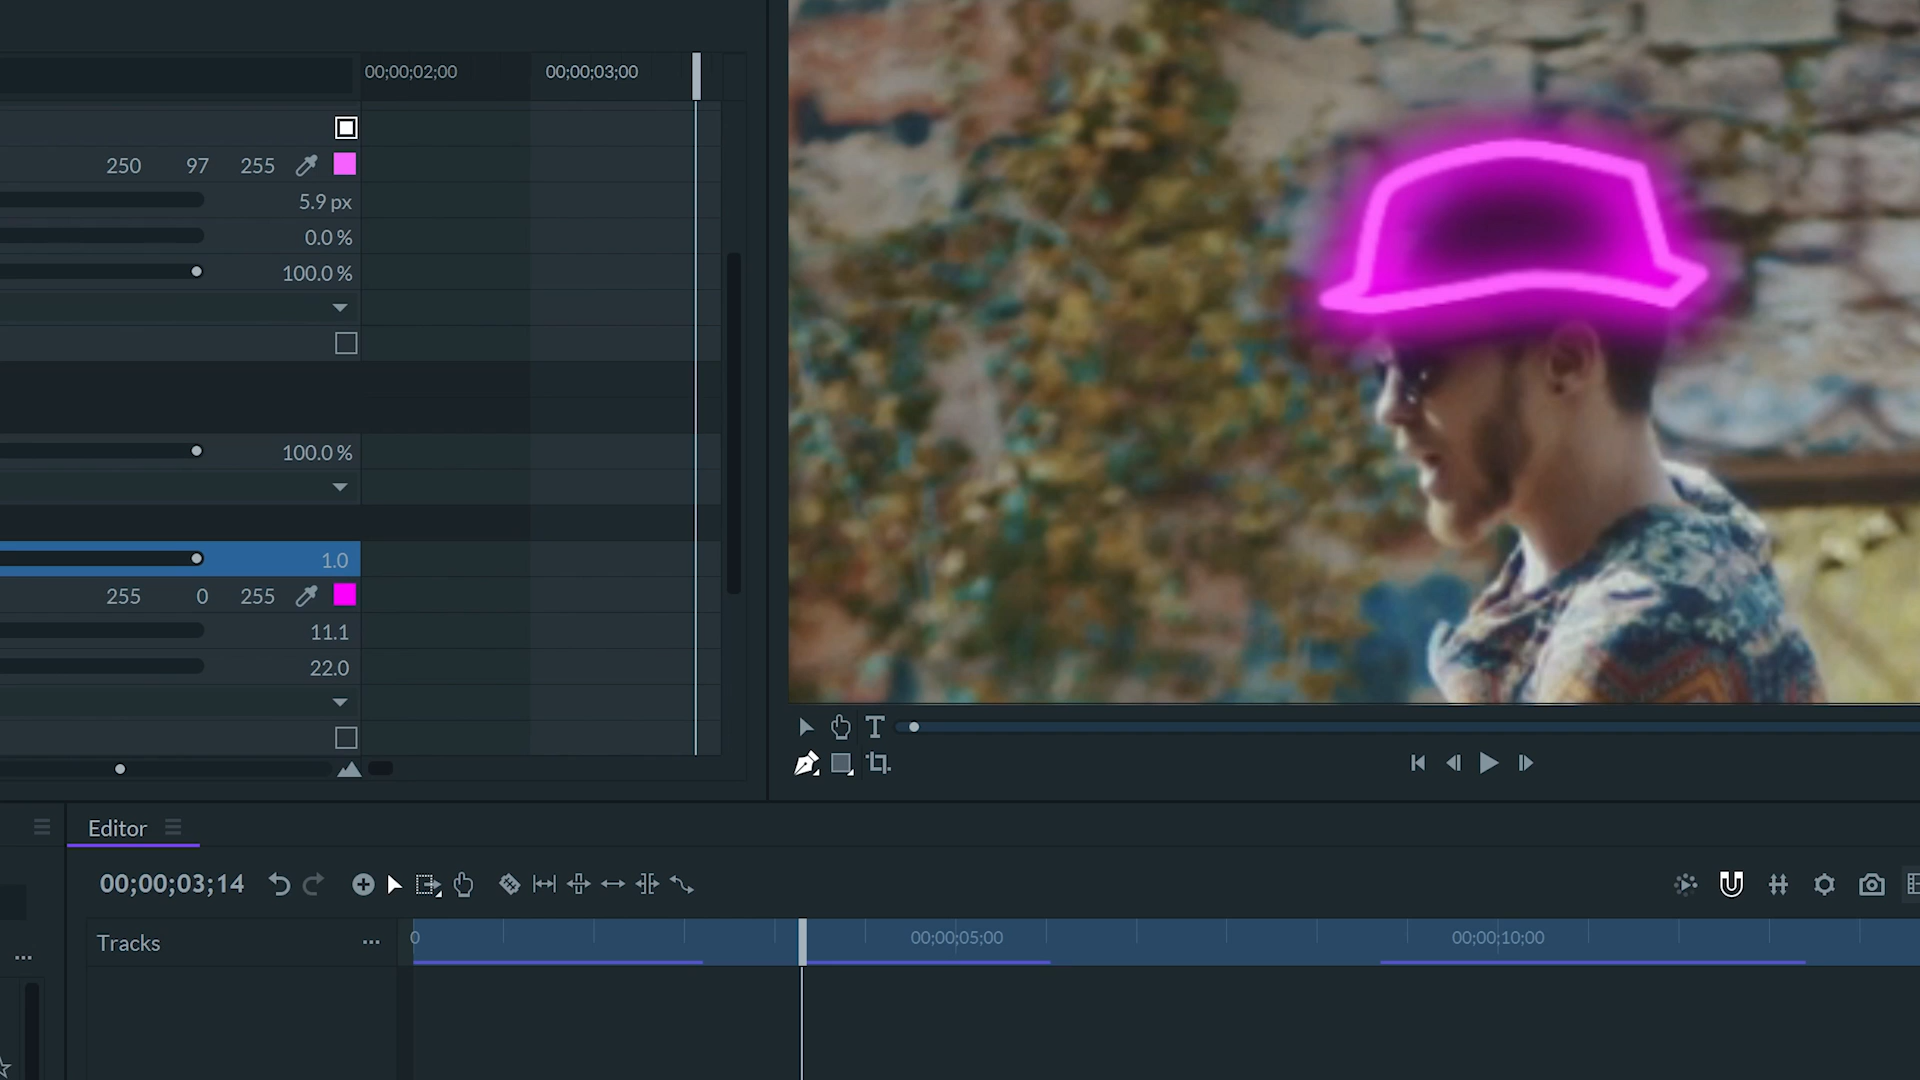 00;00;02;00 00;00;03;00
250 97 255
5.9 px
0.0 %
100.0 %
100.0 %
1.0
255 0 255
11.1
22.0
T
Editor
00;00;03;14
Tracks ... 0 00;00;05;00 00;00;10;00
...